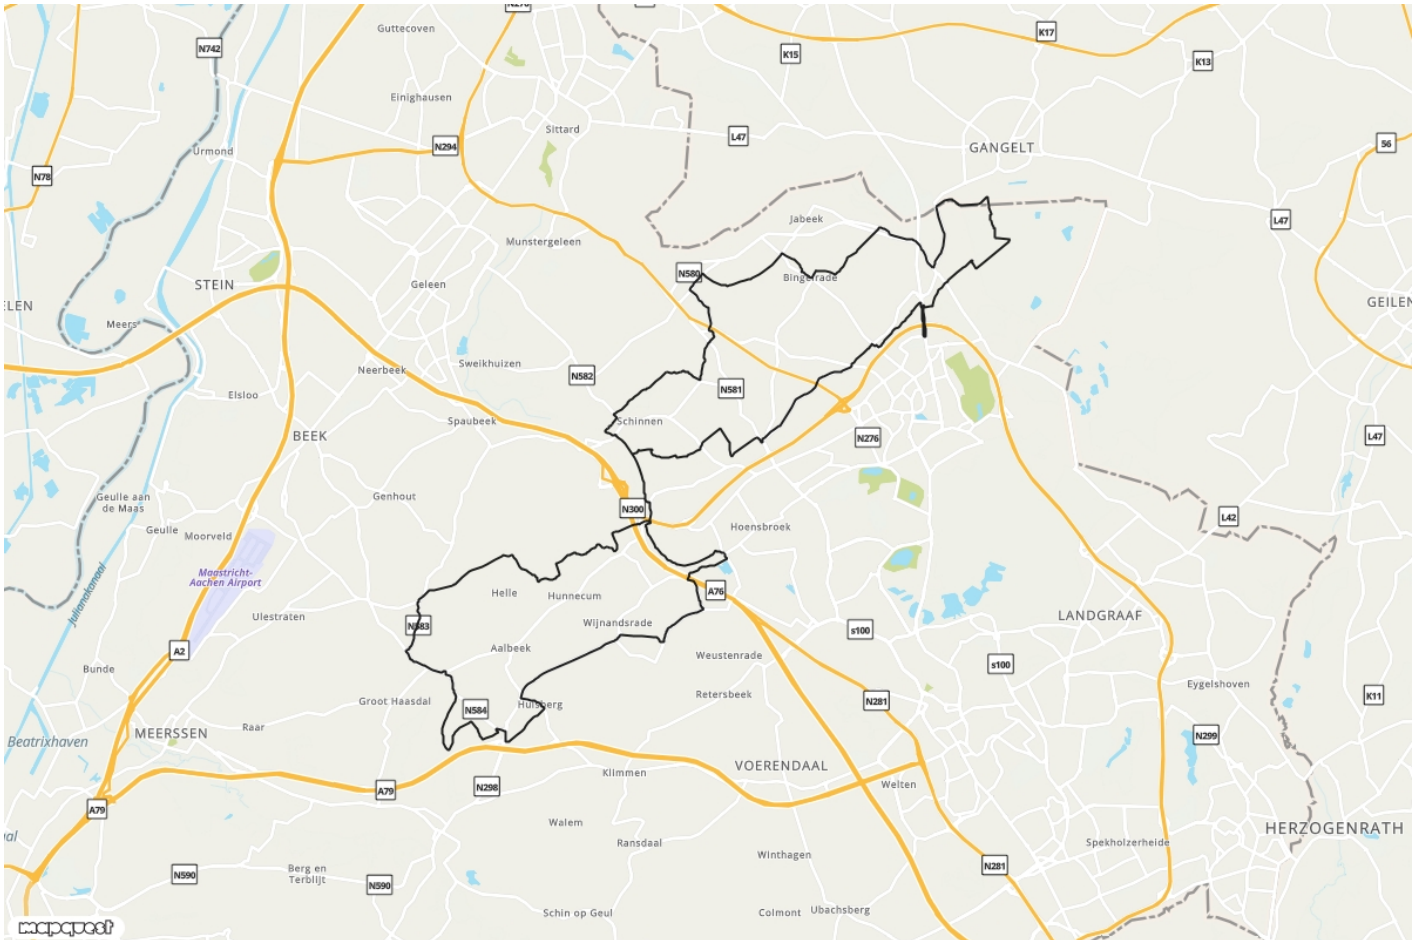 N276
Guttecoven
K17
N742
K15
K13
Einighausen
Sittard
L47
56
N294
GANGELT
Urmond
N78
L47
Jabeek
Munstergeleen
N580
Bingelrade
STEIN
Geleen
ELEN
GEILEN
Meers
Sweikhuizen
Neerbeek
N582
N581
Elsloo
Spaubeek
Schinnen
BEEK
N276
L47
Geulle aan
de Maas
Genhout
N300
L42
Geulle
Moorveld
Hoensbroek
Maastricht-
Aachen Airport
Julianakanaal
Helle
Hunnecum
A76
Ulestraten
N583
Wijnandsrade
s100
LANDGRAAF
A2
Aalbeek
Weustenrade
s100
Bunde
Retersbeek
Eygelshoven
Groot Haasdal
N584
Hulsberg
N281
K11
Raar
MEERSSEN
N299
Beatrixhaven
VOERENDAAL
Klimmen
A79
N298
Welten
A79
Walem
HERZOGENRATH
Ransdaal
Spekholzerheide
Winthagen
N281
N590
Berg en
Terblijt
N590
Schin op Geul
Colmont
Ubachsberg
mapquest